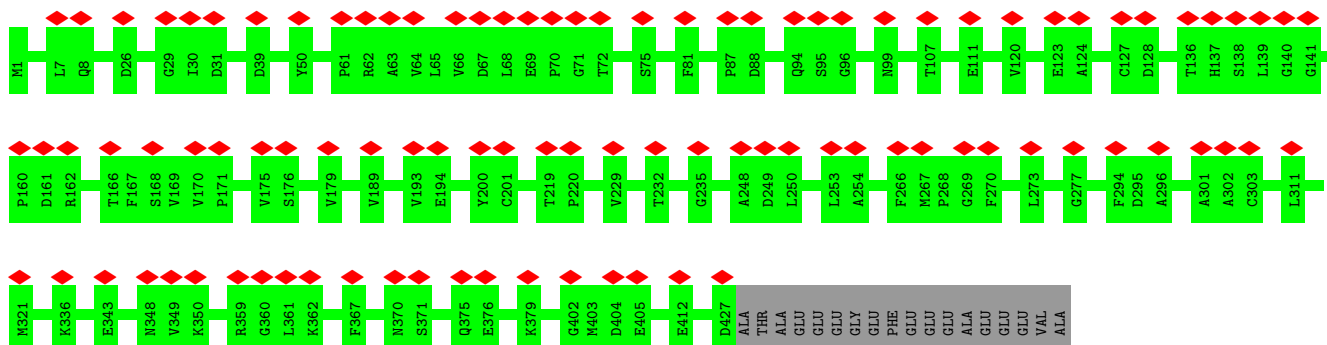 M1 L7 Q8 D26 G29 I30 D31 D39 Y50 P61 R62 A63 V64 L65 V66 D67 L68 E69 P70 G71 T72 S75 F81 P87 D88 Q94 S95 G96 N99 T107 E111 V120 E123 A124 C127 D128 T136 H137 S138 L139 G140 G141
P160 D161 R162 T166 F167 S168 V169 V170 P171 V175 S176 V179 V189 V193 E194 Y200 C201 T219 P220 V229 T232 G235 A248 D249 L250 L253 A254 F266 M267 P268 G269 F270 L273 G277 F294 D295 A296 A301 A302 C303 L311
M321 K336 E343 N348 V349 K350 R359 G360 L361 K362 F367 N370 S371 Q375 E376 K379 G402 M403 D404 E405 E412 D427 ALA THR ALA GLU GLU GLU GLY GLU PHE GLU GLU GLU ALA GLU GLU GLU VAL ALA